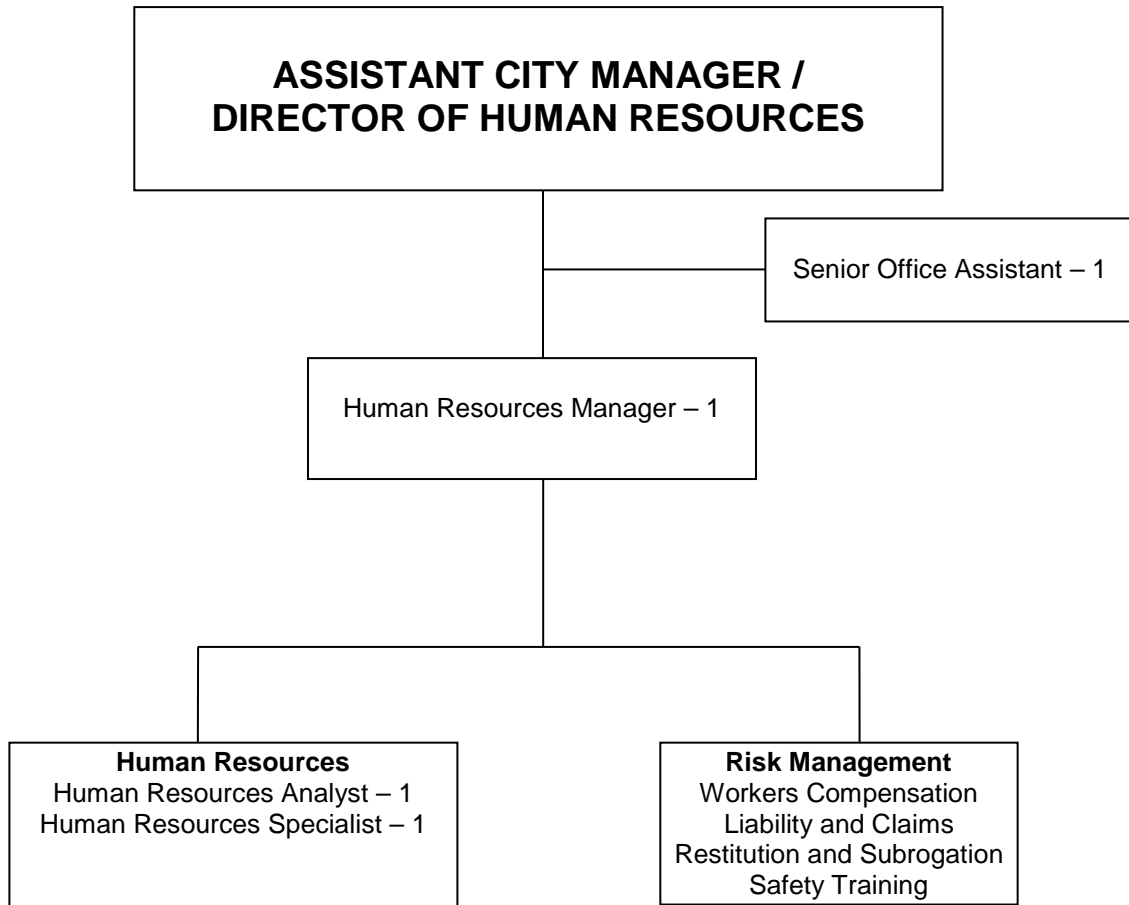 ASSISTANT CITY MANAGER /
DIRECTOR OF HUMAN RESOURCES
Senior Office Assistant – 1
Human Resources Manager – 1
Human Resources
Human Resources Analyst – 1
Human Resources Specialist – 1
Risk Management
Workers Compensation
Liability and Claims
Restitution and Subrogation
Safety Training